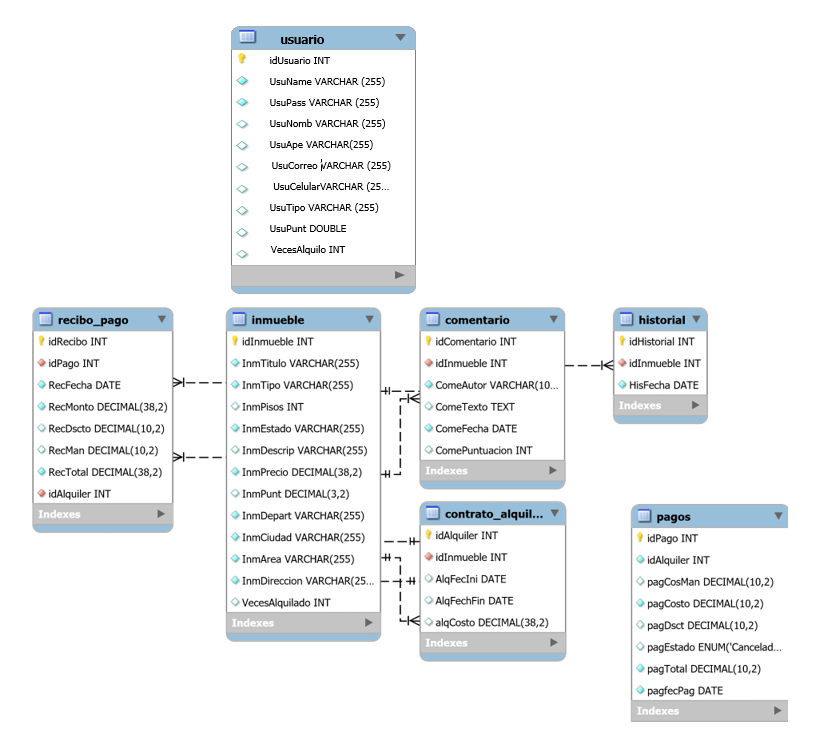 usuario
idUsuario INT
UsuName VARCHAR (255)
UsuPass VARCHAR (255)
UsuNomb VARCHAR (255)
UsuApe VARCHAR(255)
UsuCorreo VARCHAR (255)
UsuCelularVARCHAR (25...
UsuTipo VARCHAR (255)
UsuPunt DOUBLE
VecesAlquilo INT
recibo_pago
idRecibo INT
idPago INT
RecFecha DATE
RecMonto DECIMAL(38,2)
RecDscto DECIMAL(10,2)
RecMan DECIMAL(10,2)
RecTotal DECIMAL(38,2)
idAlquiler INT
Indexes
inmueble
idInmueble INT
InmTitulo VARCHAR(255)
InmTipo VARCHAR(255)
InmPisos INT
InmEstado VARCHAR(255)
InmDescrip VARCHAR(255)
InmPrecio DECIMAL(38,2)
InmPunt DECIMAL(3,2)
InmDepart VARCHAR(255)
InmCiudad VARCHAR(255)
InmArea VARCHAR(255)
InmDireccion VARCHAR(25...
VecesAlquilado INT
Indexes
comentario
idComentario INT
idInmueble INT
ComeAutor VARCHAR(10...
ComeTexto TEXT
ComeFecha DATE
ComePuntuacion INT
Indexes
historial
idHistorial INT
idInmueble INT
HisFecha DATE
Indexes
contrato_alquil...
idAlquiler INT
idInmueble INT
AlqFecIni DATE
AlqFechFin DATE
alqCosto DECIMAL(38,2)
Indexes
pagos
idPago INT
idAlquiler INT
pagCosMan DECIMAL(10,2)
pagCosto DECIMAL(10,2)
pagDsct DECIMAL(10,2)
pagEstado ENUM('Cancelad...
pagTotal DECIMAL(10,2)
pagfecPag DATE
Indexes